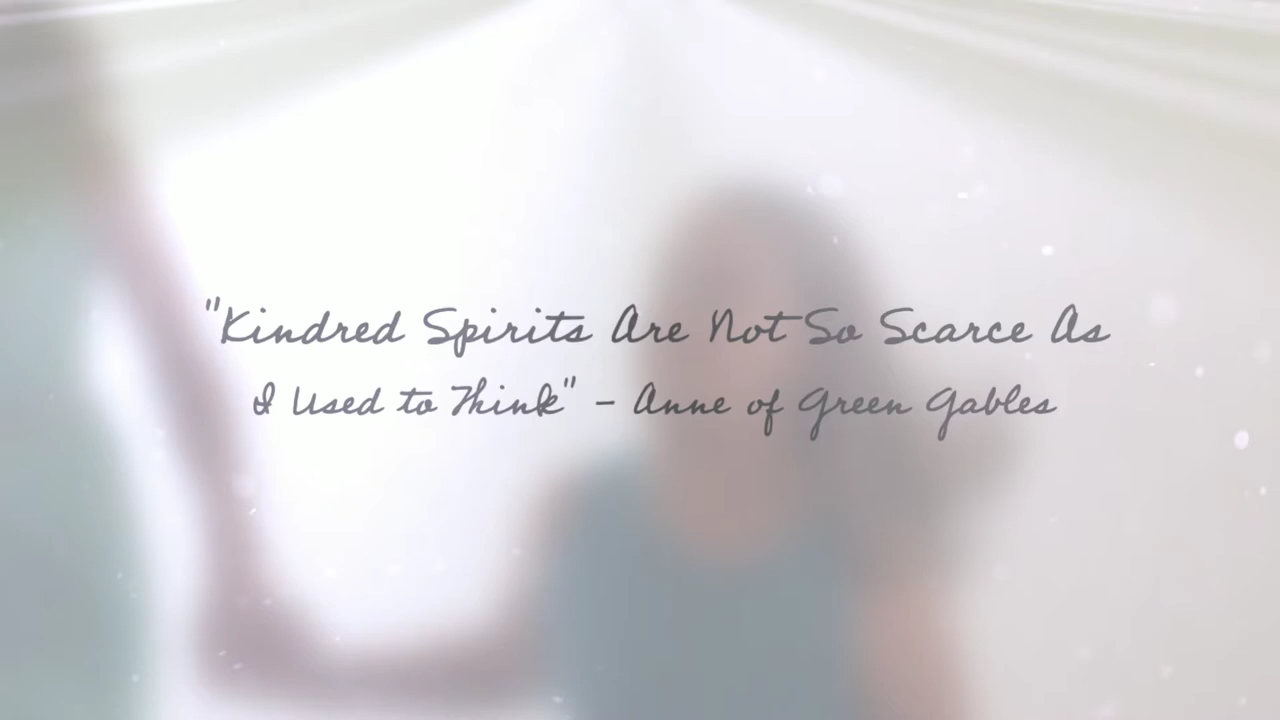 "Kindred Spirits Are Not So Scarce As
I Used to Think" - Anne of Green Gables